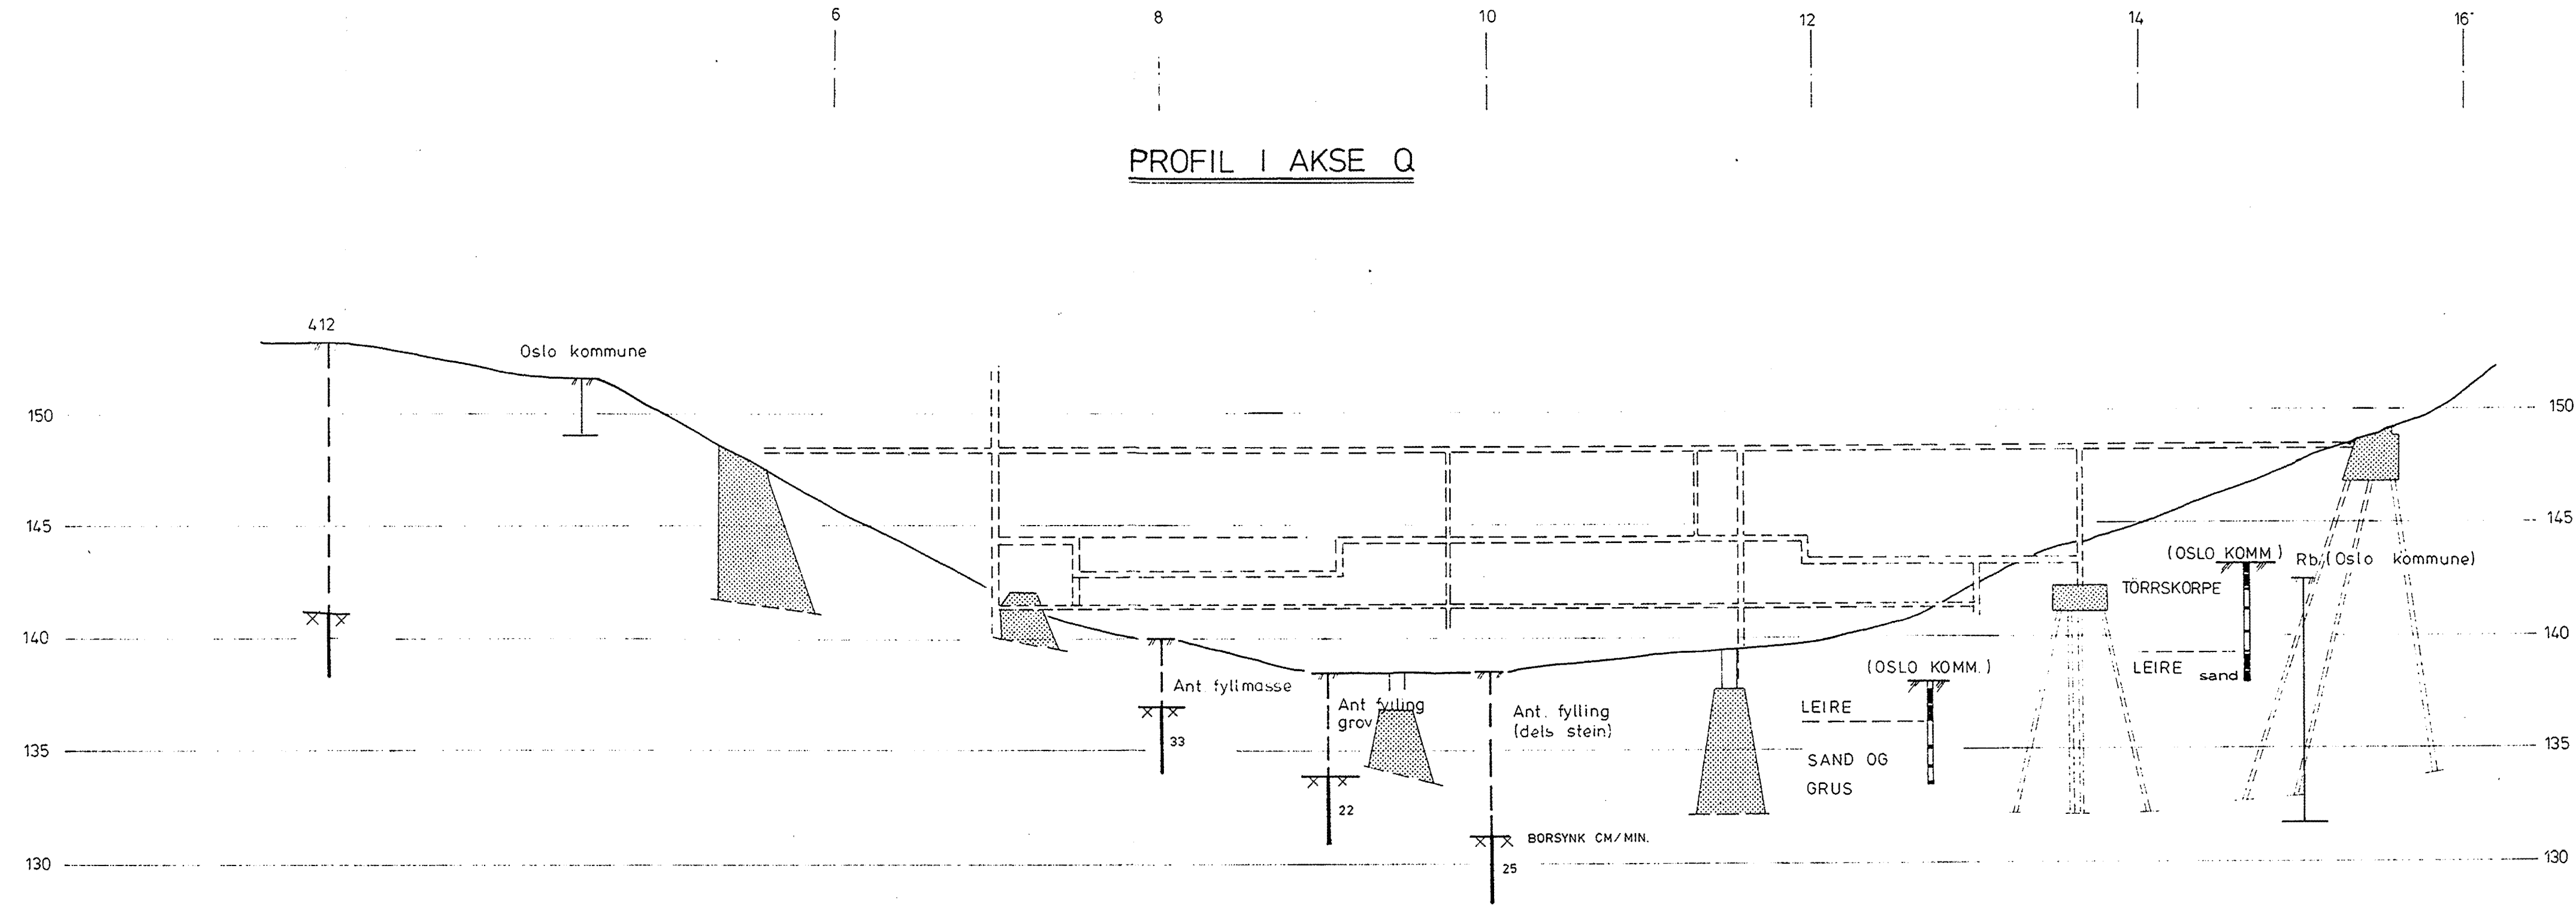 6 8 10 12 14 16
PROFIL I AKSE Q
412
Oslo kommune
150 150
145 145
(OSLO KOMM) Rb (Oslo kommune)
TÖRRSKORPE
140 140
(OSLO KOMM.)
LEIRE
sand
Ant. fyllmasse
Ant fylling
grov
Ant. fylling
(dels stein)
LEIRE
33
135 135
SAND OG
GRUS
22
BORSYNK CM/MIN.
130 130
25